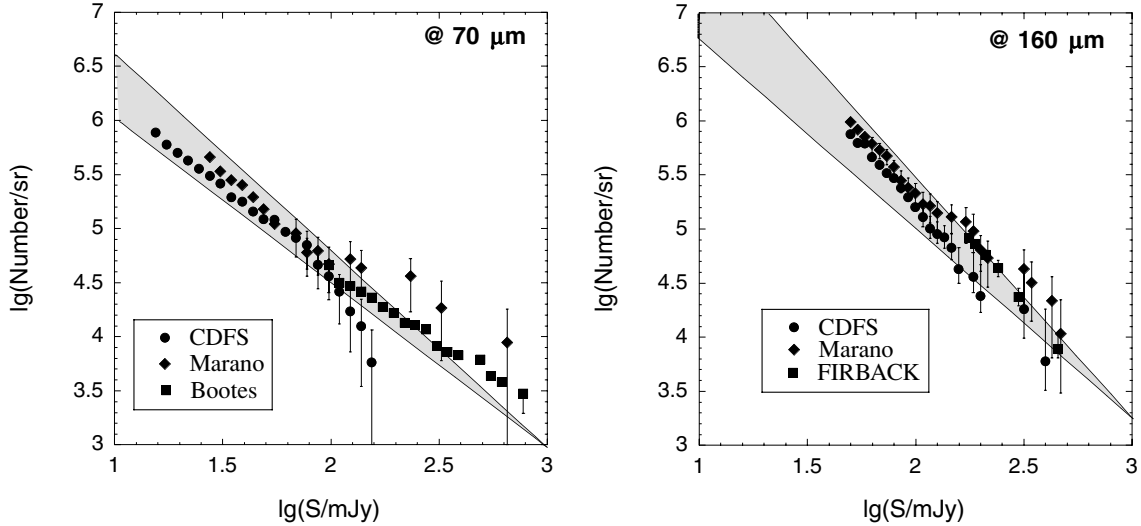 @ 70 µm
lg(Number/sr)
7
6.5
6
5.5
5
4.5
4
3.5
3
CDFS
Marano
Bootes
1 1.5 2 2.5 3
lg(S/mJy)
@ 160 µm
lg(Number/sr)
7
6.5
6
5.5
5
4.5
4
3.5
3
CDFS
Marano
FIRBACK
1 1.5 2 2.5 3
lg(S/mJy)